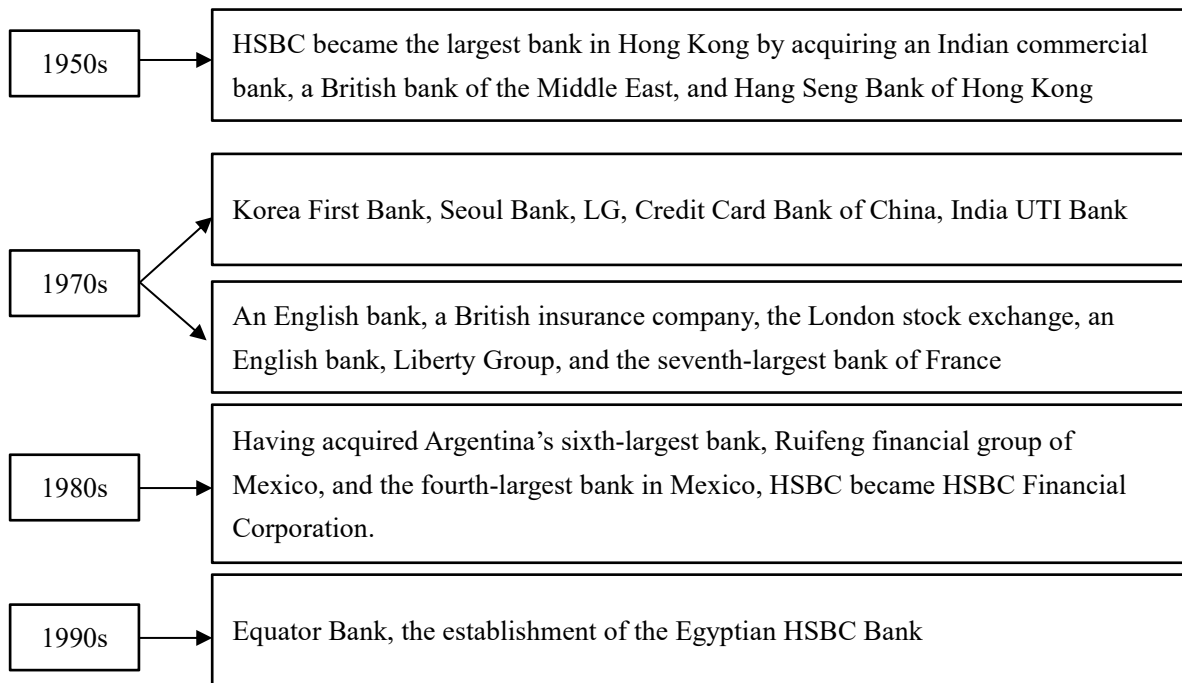 1950s
HSBC became the largest bank in Hong Kong by acquiring an Indian commercial
bank, a British bank of the Middle East, and Hang Seng Bank of Hong Kong
1970s
Korea First Bank, Seoul Bank, LG, Credit Card Bank of China, India UTI Bank
An English bank, a British insurance company, the London stock exchange, an
English bank, Liberty Group, and the seventh-largest bank of France
1980s
Having acquired Argentina’s sixth-largest bank, Ruifeng financial group of
Mexico, and the fourth-largest bank in Mexico, HSBC became HSBC Financial
Corporation.
1990s
Equator Bank, the establishment of the Egyptian HSBC Bank